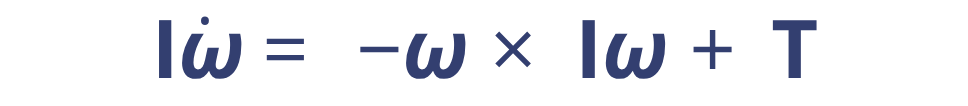 Iω̇ = −ω × Iω + T